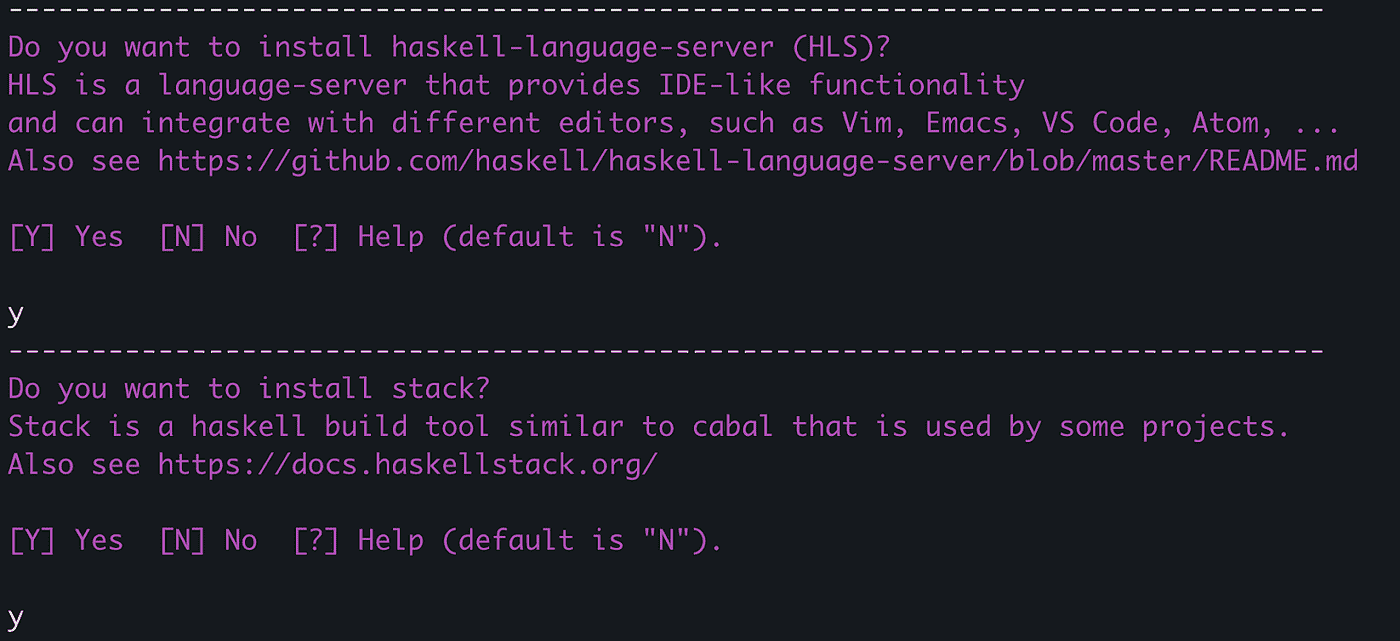 -------------------------------------------------------------------------------
Do you want to install haskell-language-server (HLS)?
HLS is a language-server that provides IDE-like functionality
and can integrate with different editors, such as Vim, Emacs, VS Code, Atom, ...
Also see https://github.com/haskell/haskell-language-server/blob/master/README.md
[Y] Yes  [N] No  [?] Help (default is "N").
y
-------------------------------------------------------------------------------
Do you want to install stack?
Stack is a haskell build tool similar to cabal that is used by some projects.
Also see https://docs.haskellstack.org/
[Y] Yes  [N] No  [?] Help (default is "N").
y